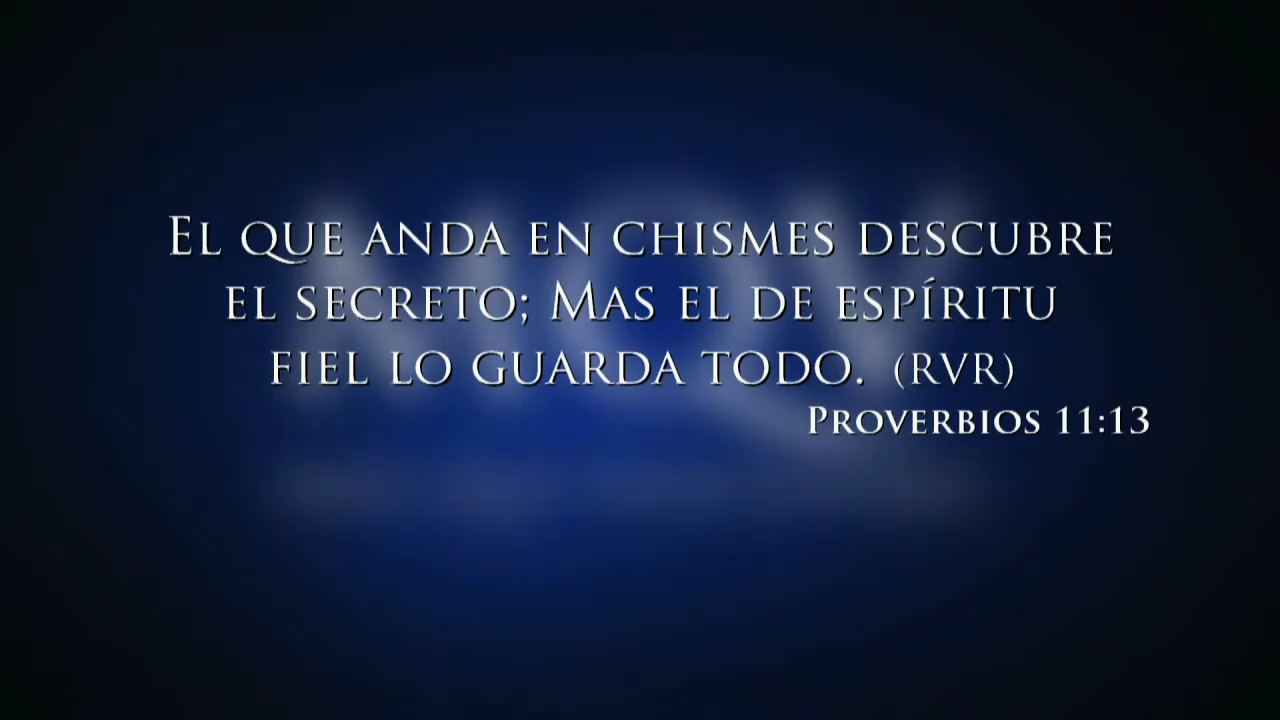 El que anda en chismes descubre
el secreto; Mas el de espíritu
fiel lo guarda todo. (RVR)
Proverbios 11:13